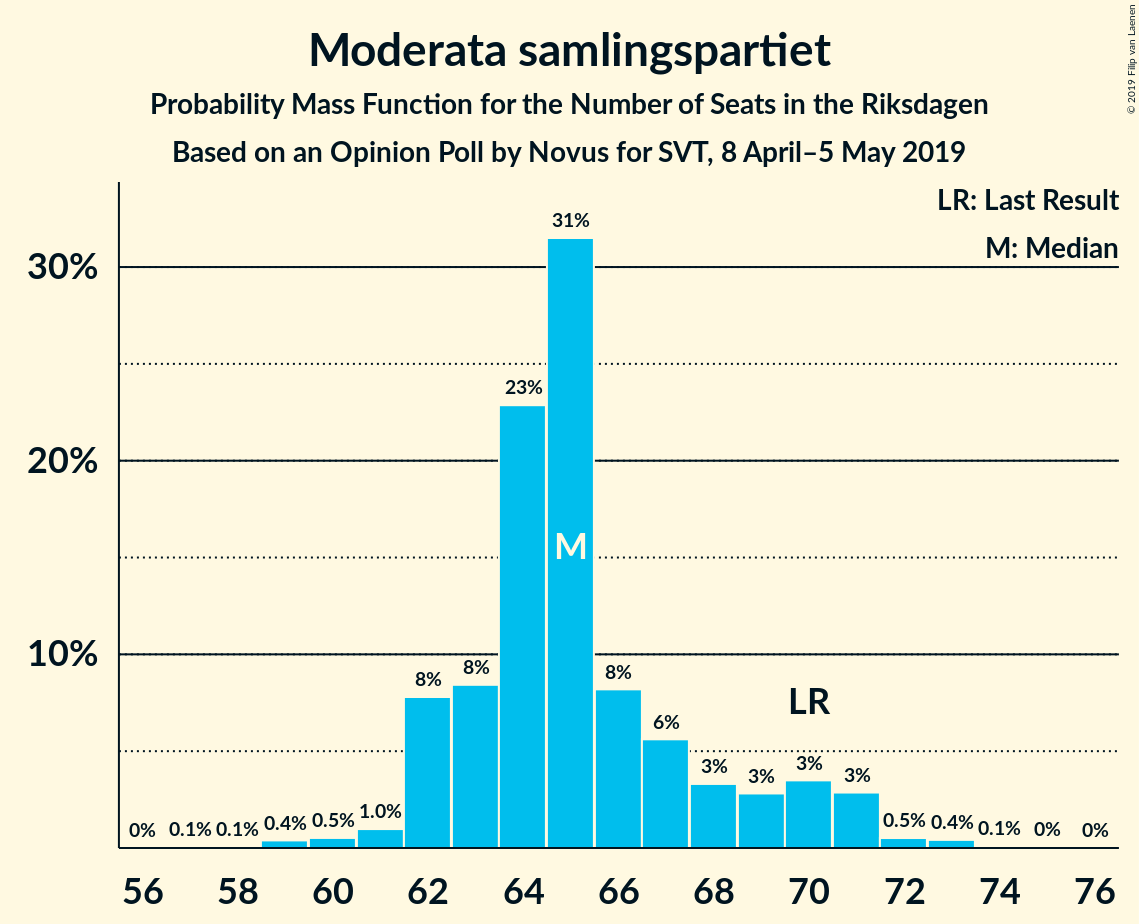 Moderata samlingspartiet
Probability Mass Function for the Number of Seats in the Riksdagen
Based on an Opinion Poll by Novus for SVT, 8 April–5 May 2019
© 2019 Filip van Laenen
LR: Last Result
M: Median
30%
20%
10%
0% 0.1% 0.1% 0.4% 0.5% 1.0% 8% 8% 23% 31% 8% 6% 3% 3% 3% 3% 0.5% 0.4% 0.1% 0% 0%
M
LR
56 58 60 62 64 66 68 70 72 74 76